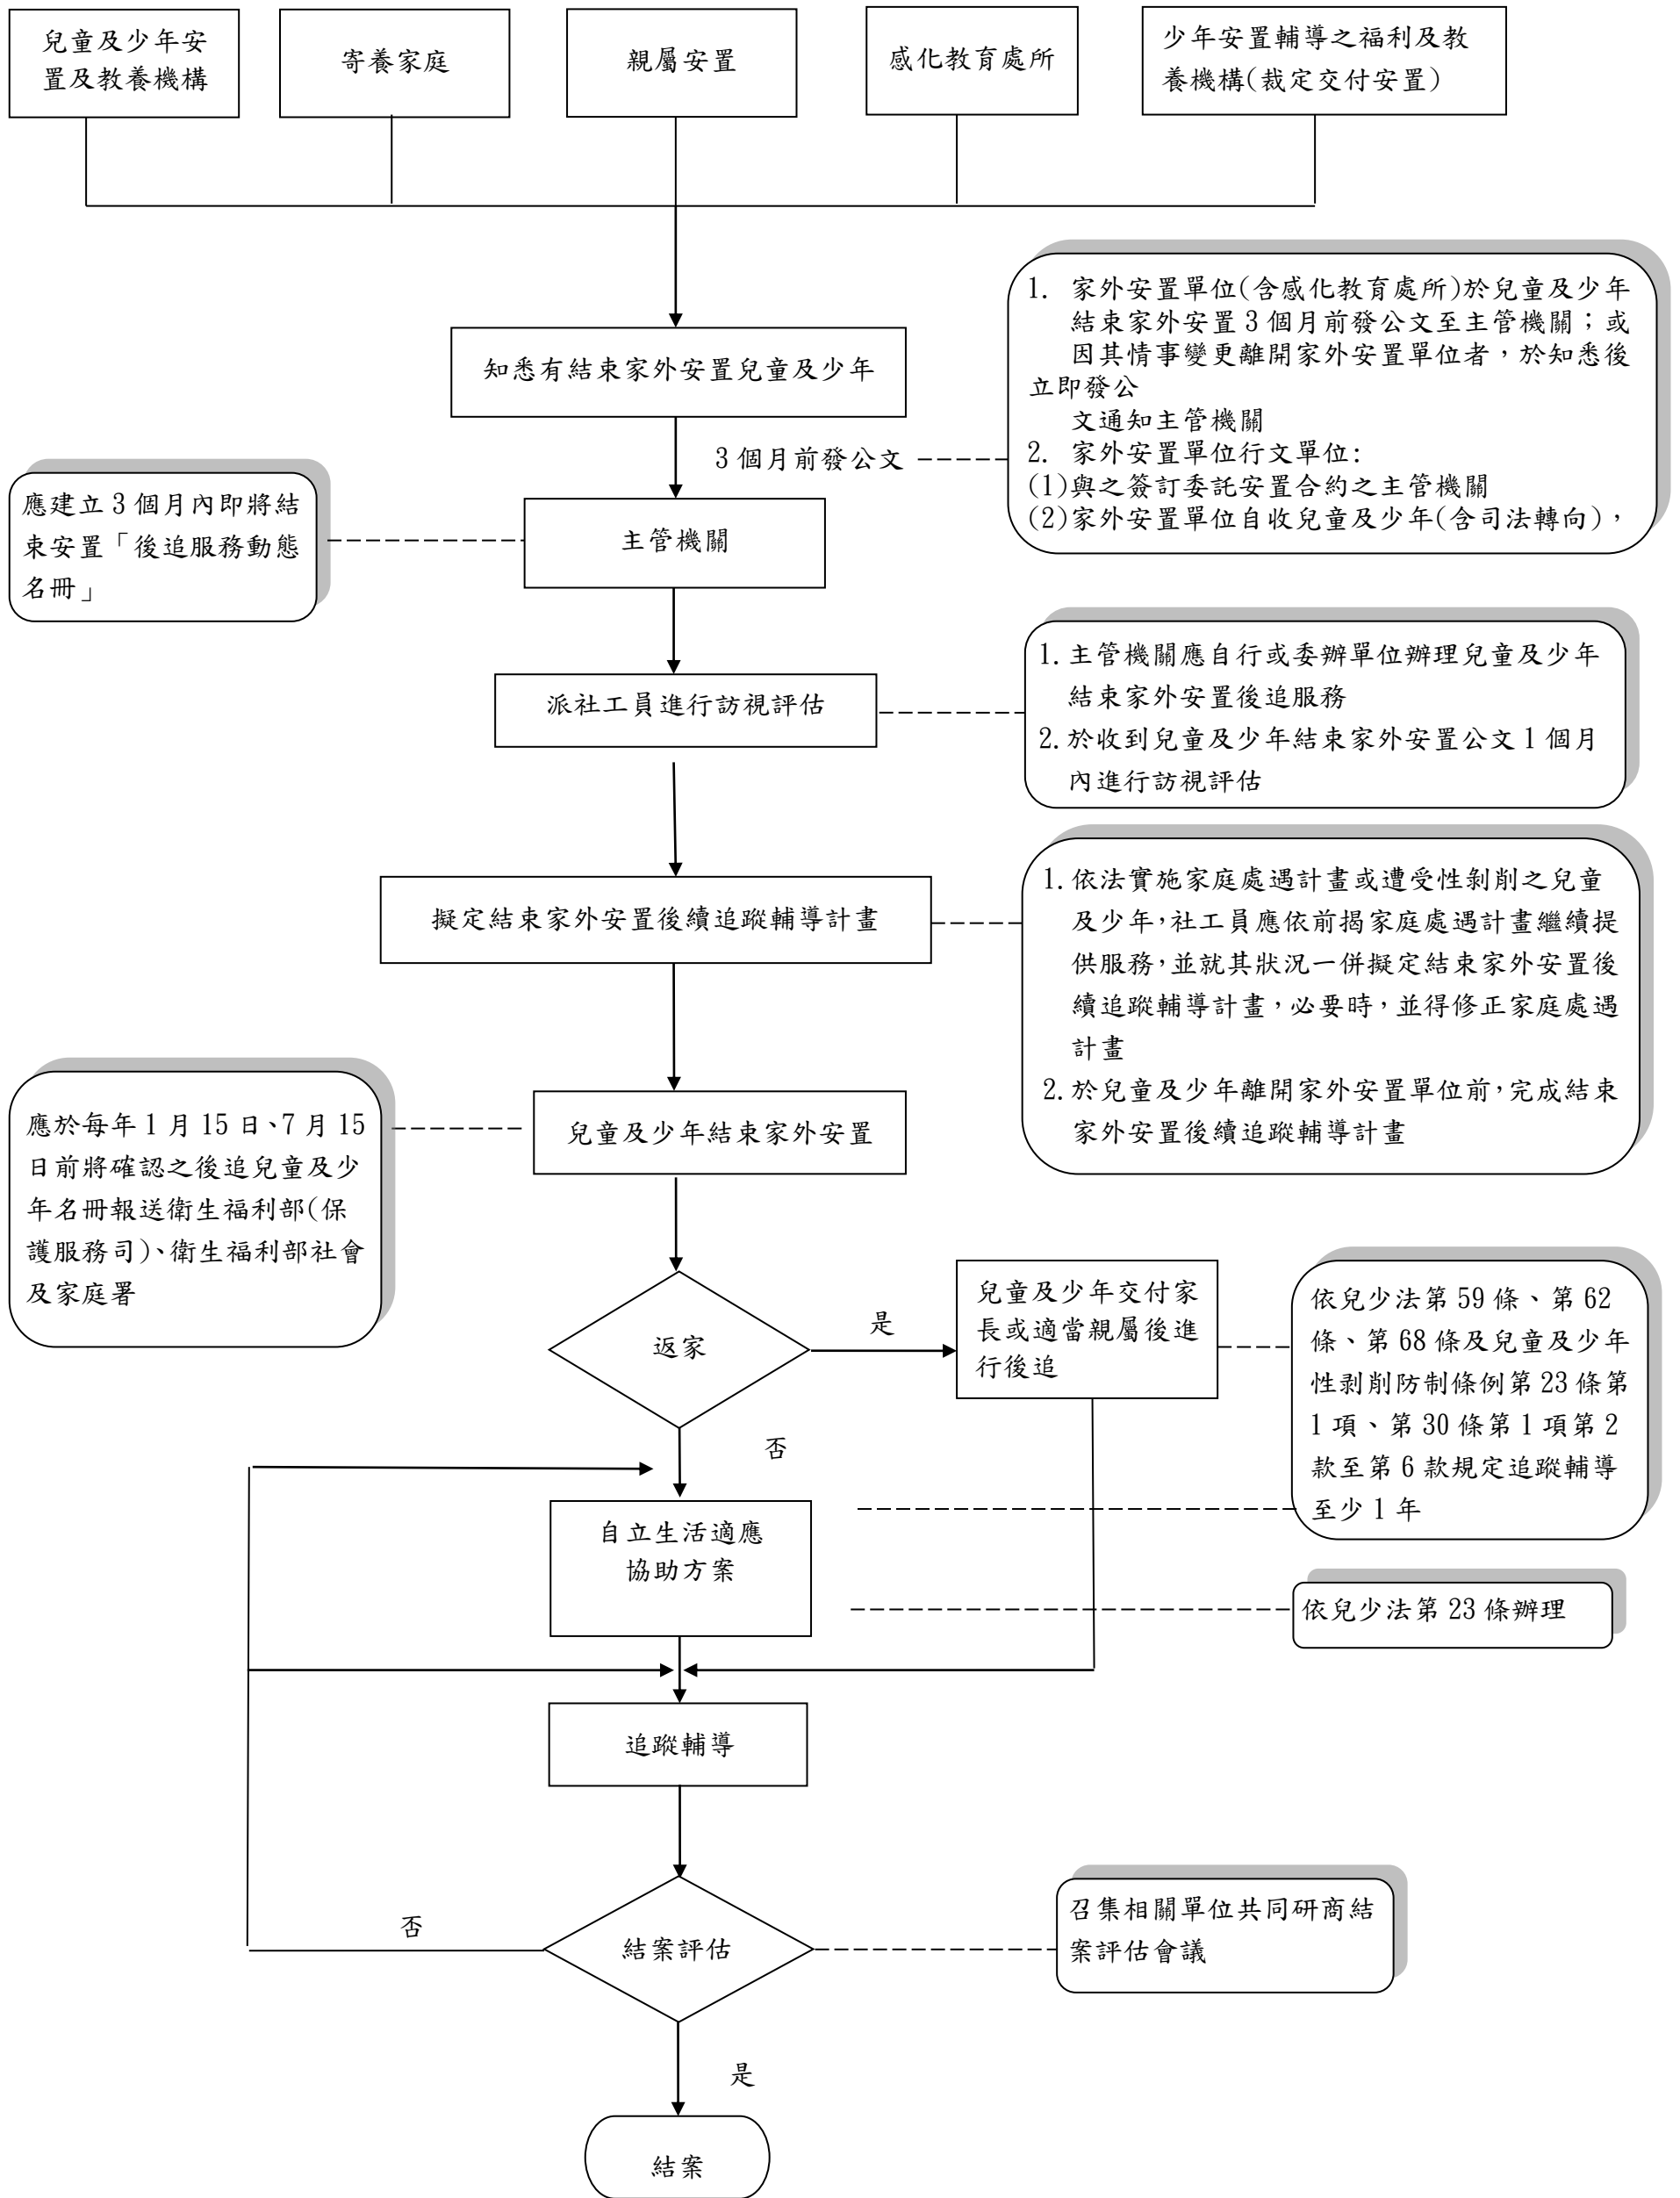 兒童及少年安
置及教養機構
寄養家庭
親屬安置
感化教育處所
少年安置輔導之福利及教
養機構(裁定交付安置)
1. 家外安置單位(含感化教育處所)於兒童及少年
結束家外安置 3 個月前發公文至主管機關；或
因其情事變更離開家外安置單位者，於知悉後
立即發公
文通知主管機關
2. 家外安置單位行文單位:
(1)與之簽訂委託安置合約之主管機關
(2)家外安置單位自收兒童及少年(含司法轉向)，
知悉有結束家外安置兒童及少年
3 個月前發公文
應建立 3 個月內即將結
束安置「後追服務動態
名冊」
主管機關
1.主管機關應自行或委辦單位辦理兒童及少年
結束家外安置後追服務
2.於收到兒童及少年結束家外安置公文 1 個月
內進行訪視評估
派社工員進行訪視評估
1.依法實施家庭處遇計畫或遭受性剝削之兒童
及少年，社工員應依前揭家庭處遇計畫繼續提
供服務，並就其狀況一併擬定結束家外安置後
續追蹤輔導計畫，必要時，並得修正家庭處遇
計畫
2.於兒童及少年離開家外安置單位前，完成結束
家外安置後續追蹤輔導計畫
擬定結束家外安置後續追蹤輔導計畫
應於每年 1 月 15 日、7 月 15
日前將確認之後追兒童及少
年名冊報送衛生福利部(保
護服務司)、衛生福利部社會
及家庭署
兒童及少年結束家外安置
返家
是
兒童及少年交付家
長或適當親屬後進
行後追
依兒少法第 59 條、第 62
條、第 68 條及兒童及少年
性剝削防制條例第 23 條第
1 項、第 30 條第 1 項第 2
款至第 6 款規定追蹤輔導
至少 1 年
否
自立生活適應
協助方案
依兒少法第 23 條辦理
追蹤輔導
否
結案評估
召集相關單位共同研商結
案評估會議
是
結案